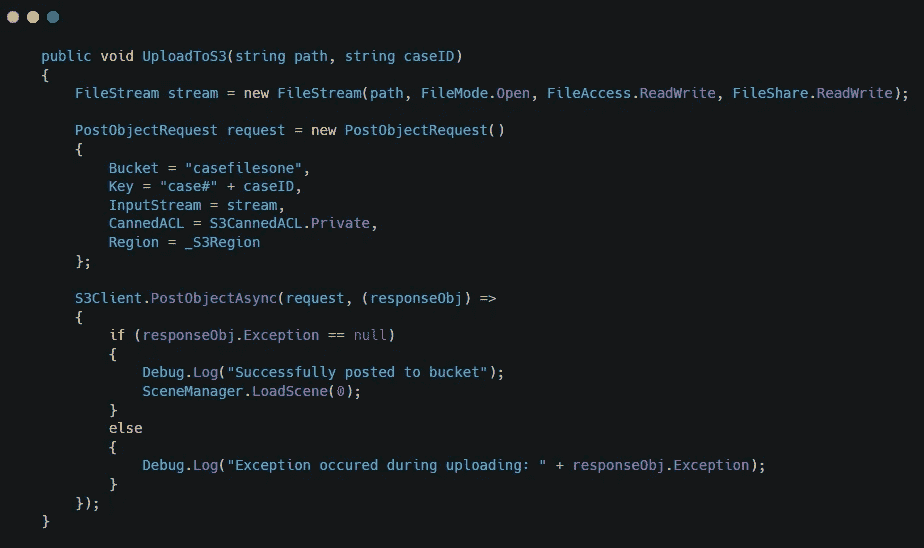 public void UploadToS3(string path, string caseID)
{
FileStream stream = new FileStream(path, FileMode.Open, FileAccess.ReadWrite, FileShare.ReadWrite);
PostObjectRequest request = new PostObjectRequest()
{
Bucket = "casefilesone",
Key = "case#" + caseID,
InputStream = stream,
CannedACL = S3CannedACL.Private,
Region = _S3Region
};
S3Client.PostObjectAsync(request, (responseObj) =>
{
if (responseObj.Exception == null)
{
Debug.Log("Successfully posted to bucket");
SceneManager.LoadScene(0);
}
else
{
Debug.Log("Exception occured during uploading: " + responseObj.Exception);
}
});
}